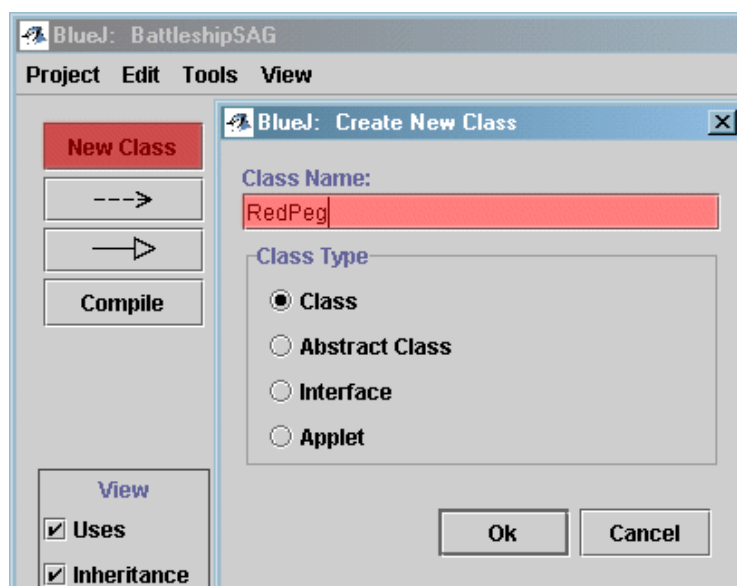 BlueJ: BattleshipSAG
Project Edit Tools View
New Class
Compile
View
Uses
Inheritance
BlueJ: Create New Class
Class Name:
RedPeg
Class Type
Class
Abstract Class
Interface
Applet
Ok Cancel